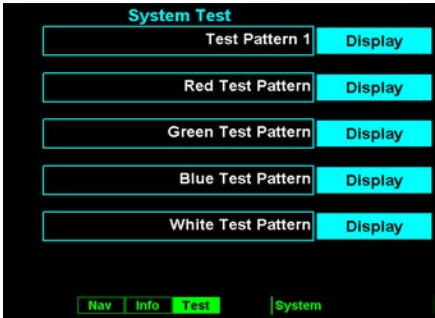 System Test
Test Pattern 1 Display
Red Test Pattern Display
Green Test Pattern Display
Blue Test Pattern Display
White Test Pattern Display
Nav Info Test System